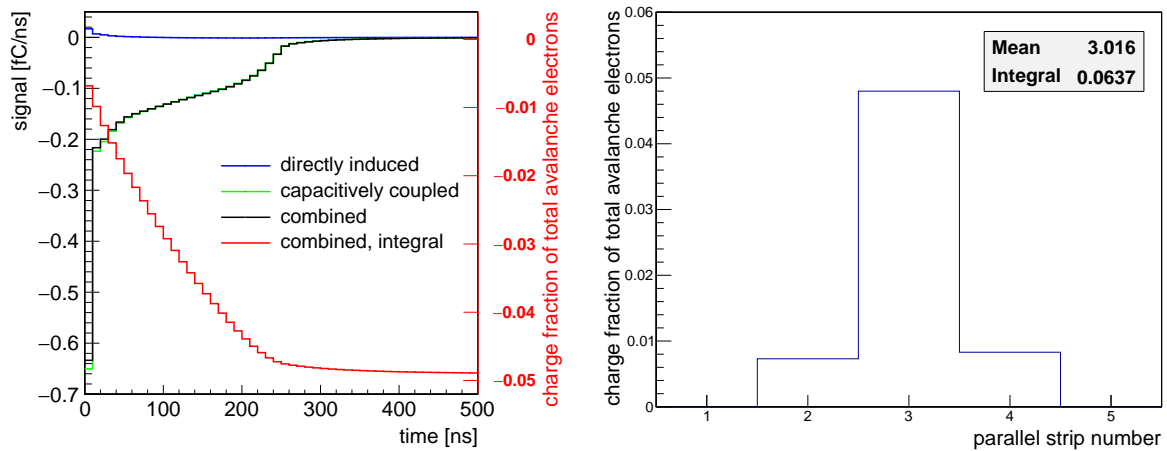 signal [fC/ns]
0
−0.1
−0.2
−0.3
−0.4
−0.5
−0.6
−0.7
directly induced
capacitively coupled
combined
combined, integral
0
−0.01
−0.02
−0.03
−0.04
−0.05
charge fraction of total avalanche electrons
0 100 200 300 400 500
time [ns]
charge fraction of total avalanche electrons
0.06
0.05
0.04
0.03
0.02
0.01
0
Mean 3.016
Integral 0.0637
1 2 3 4 5
parallel strip number